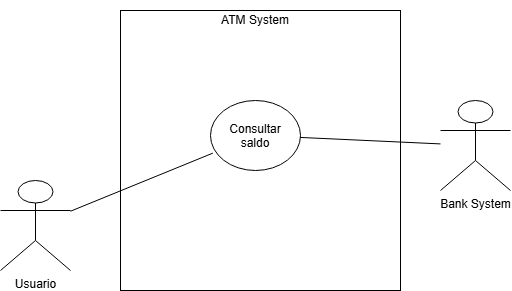 ATM System
Consultar
saldo
Bank System
Usuario